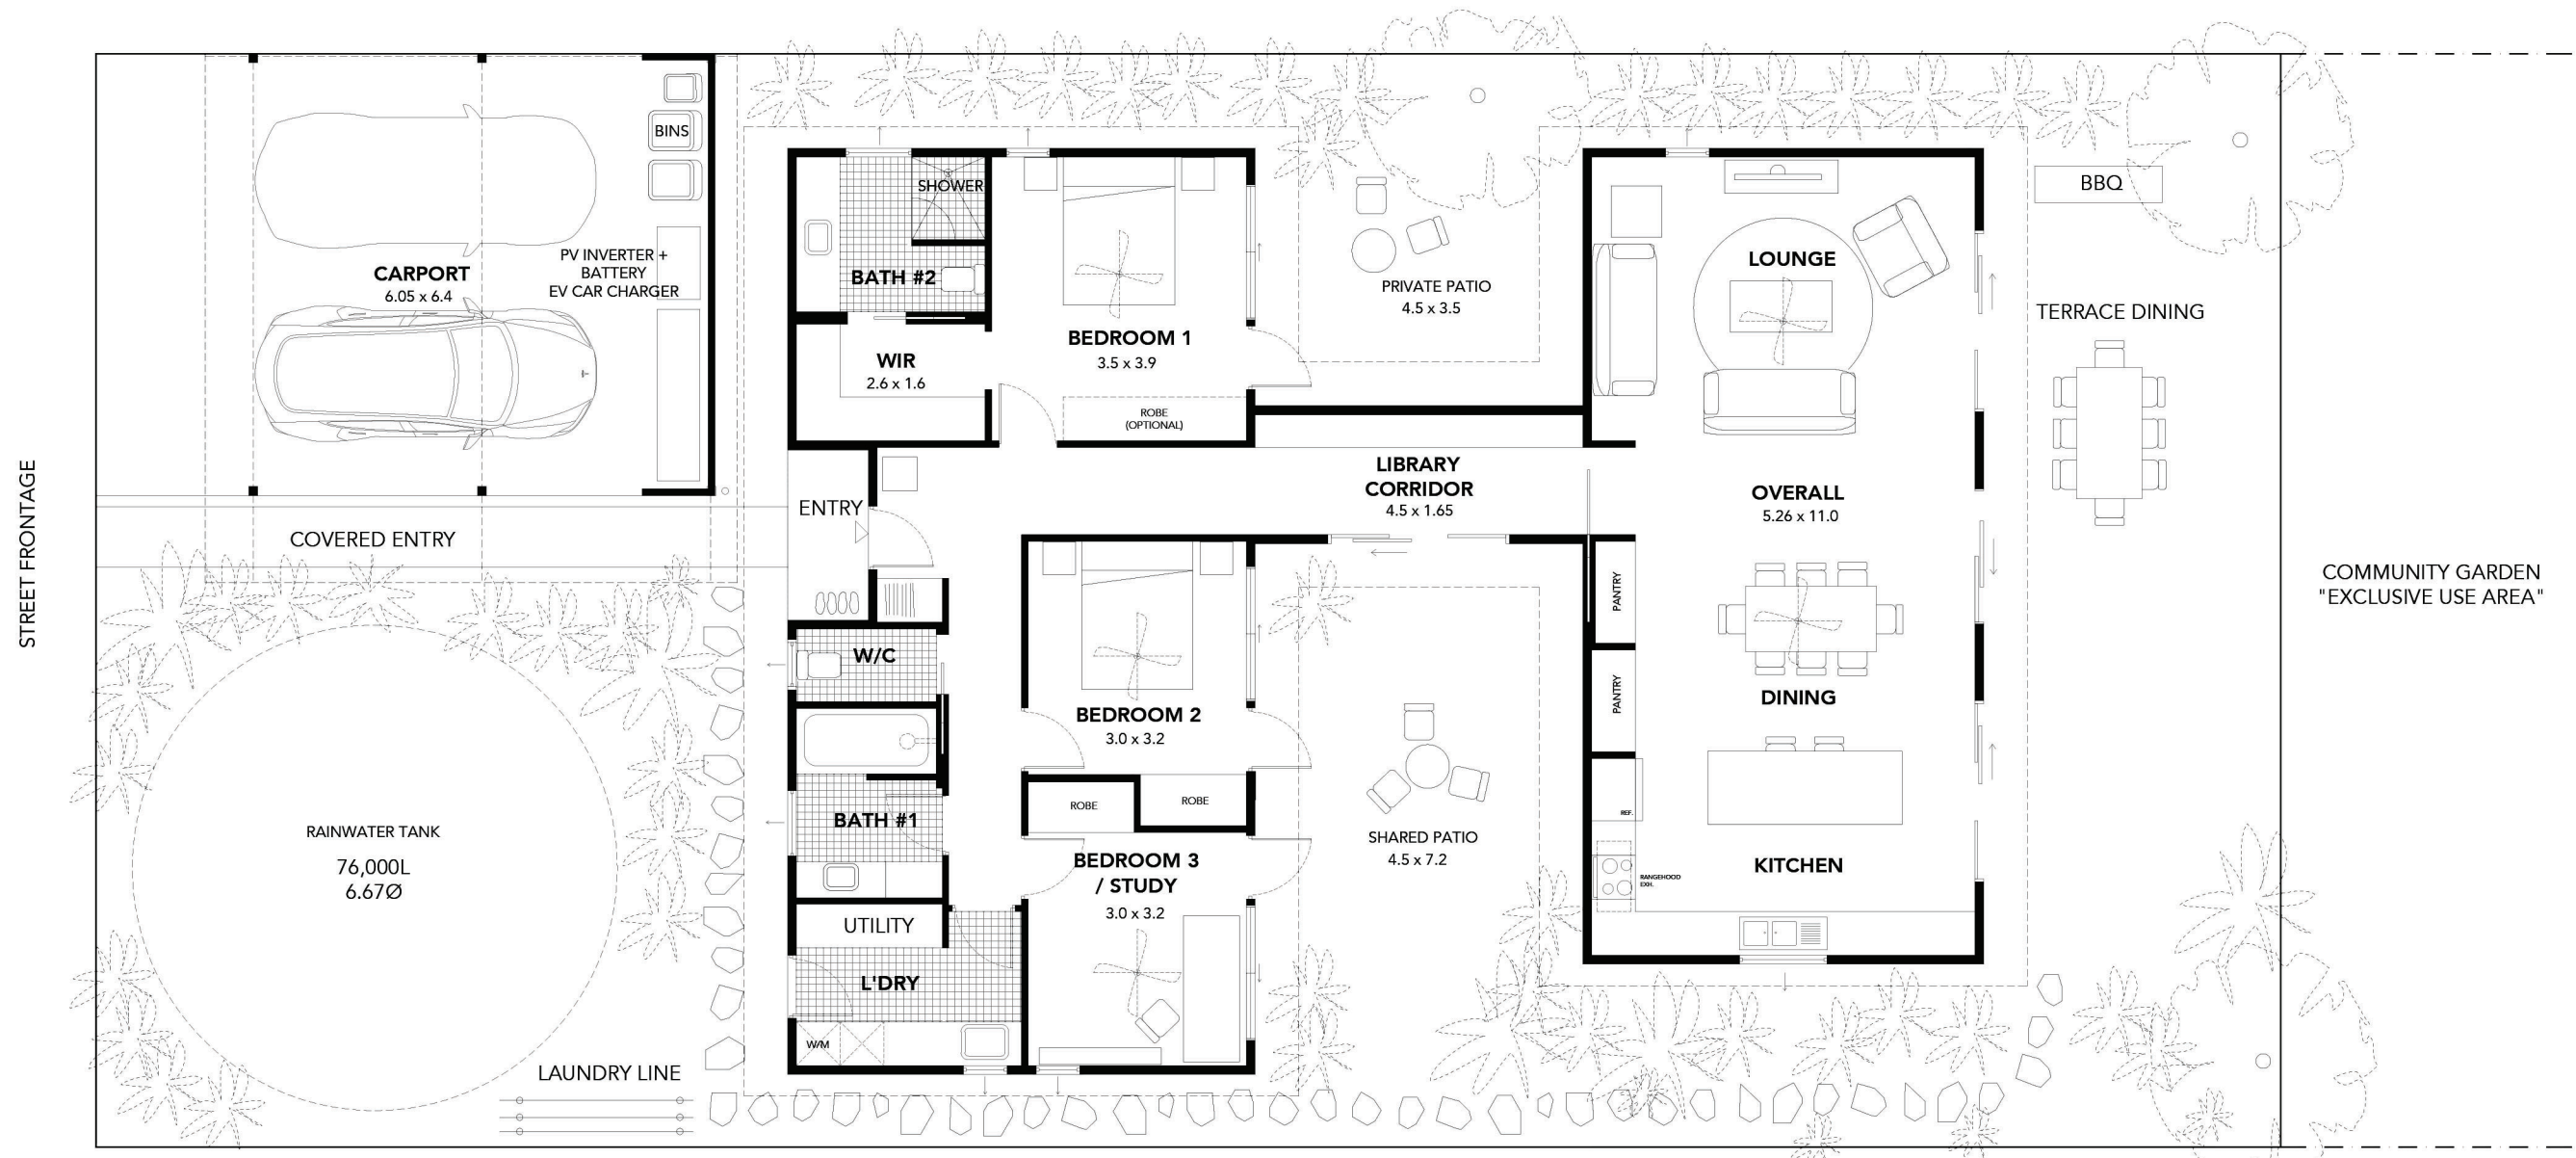 STREET FRONTAGE
CARPORT
6.05 x 6.4
BINS
PV INVERTER +
BATTERY
EV CAR CHARGER
COVERED ENTRY
RAINWATER TANK
76,000L
6.67Ø
LAUNDRY LINE
SHOWER
BATH #2
WIR
2.6 x 1.6
BEDROOM 1
3.5 x 3.9
ROBE
(OPTIONAL)
ENTRY
W/C
BATH #1
UTILITY
L'DRY
W/M
BEDROOM 2
3.0 x 3.2
ROBE
ROBE
BEDROOM 3
/ STUDY
3.0 x 3.2
PRIVATE PATIO
4.5 x 3.5
LIBRARY
CORRIDOR
4.5 x 1.65
SHARED PATIO
4.5 x 7.2
LOUNGE
OVERALL
5.26 x 11.0
PANTRY
PANTRY
DINING
REF.
RANGEHOOD
EXH.
KITCHEN
BBQ
TERRACE DINING
COMMUNITY GARDEN
"EXCLUSIVE USE AREA"